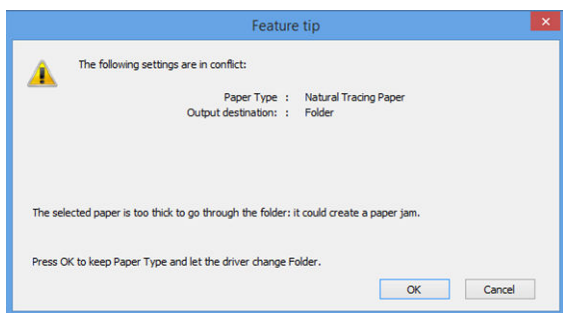 Feature tip
The following settings are in conflict:
Paper Type : Natural Tracing Paper
Output destination: : Folder
The selected paper is too thick to go through the folder: it could create a paper jam.
Press OK to keep Paper Type and let the driver change Folder.
OK Cancel